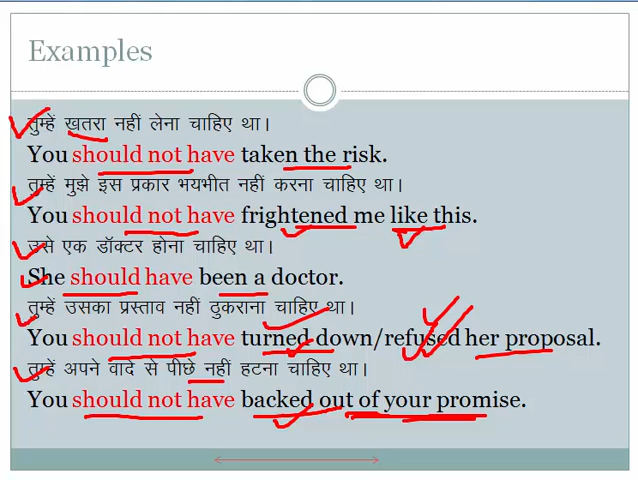 Examples
तुम्हें खतरा नहीं लेना चाहिए था।
You should not have taken the risk.
तुम्हें मुझे इस प्रकार भयभीत नहीं करना चाहिए था।
You should not have frightened me like this.
उसे एक डॉक्टर होना चाहिए था।
She should have been a doctor.
तुम्हें उसका प्रस्ताव नहीं ठुकराना चाहिए था।
You should not have turned down/refused her proposal.
तुम्हें अपने वादे से पीछे नहीं हटना चाहिए था।
You should not have backed out of your promise.